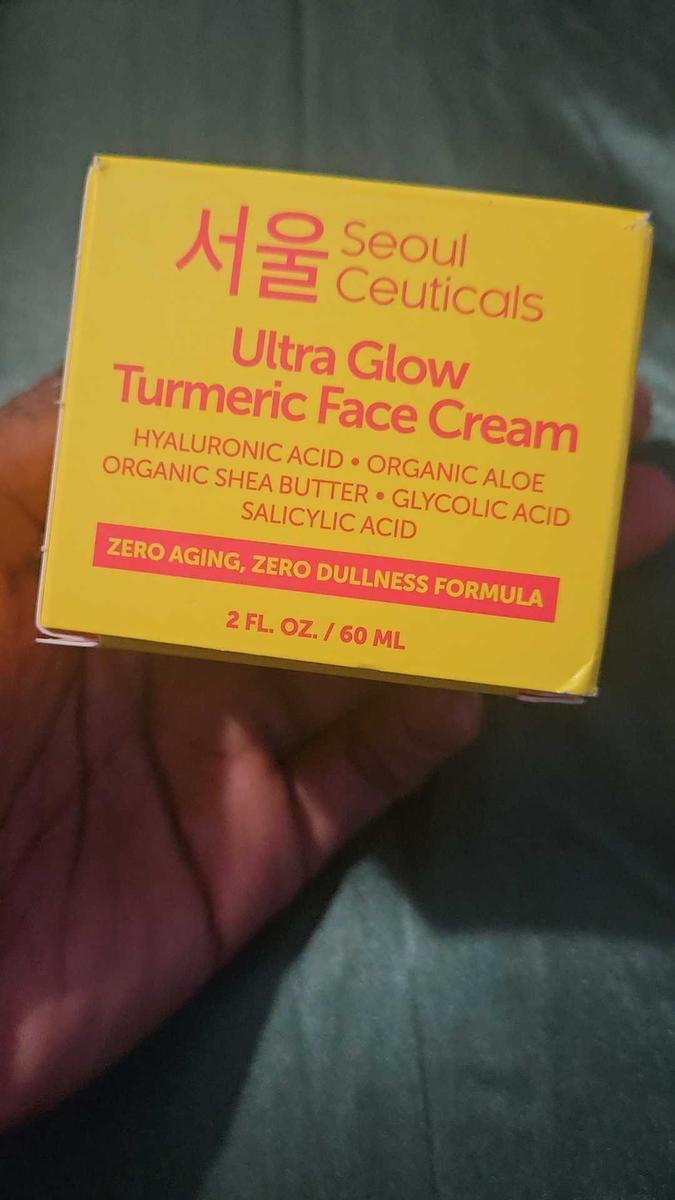 서울 Seoul
Ceuticals
Ultra Glow
Turmeric Face Cream
HYALURONIC ACID • ORGANIC ALOE
ORGANIC SHEA BUTTER • GLYCOLIC ACID
SALICYLIC ACID
ZERO AGING, ZERO DULLNESS FORMULA
2 FL. OZ. / 60 ML